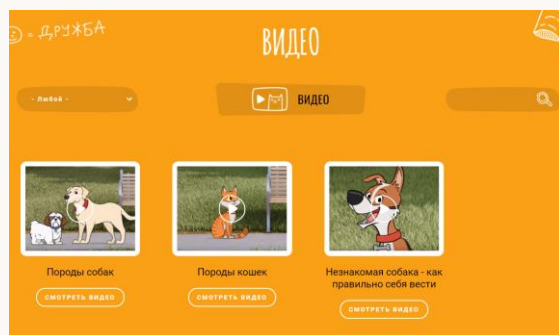 = ДРУЖБА
ВИДЕО
- Любой -
ВИДЕО
Породы собак
Породы кошек
Незнакомая собака - как
правильно себя вести
СМОТРЕТЬ ВИДЕО
СМОТРЕТЬ ВИДЕО
СМОТРЕТЬ ВИДЕО